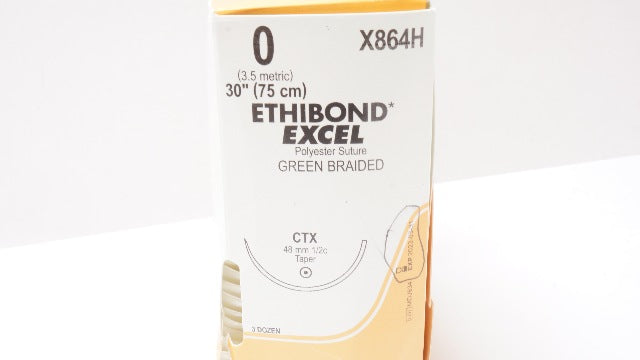 0
X864H
(3.5 metric)
30" (75 cm)
ETHIBOND*
EXCEL
Polyester Suture
GREEN BRAIDED
CTX
48 mm 1/2c
Taper
3 DOZEN
EXP